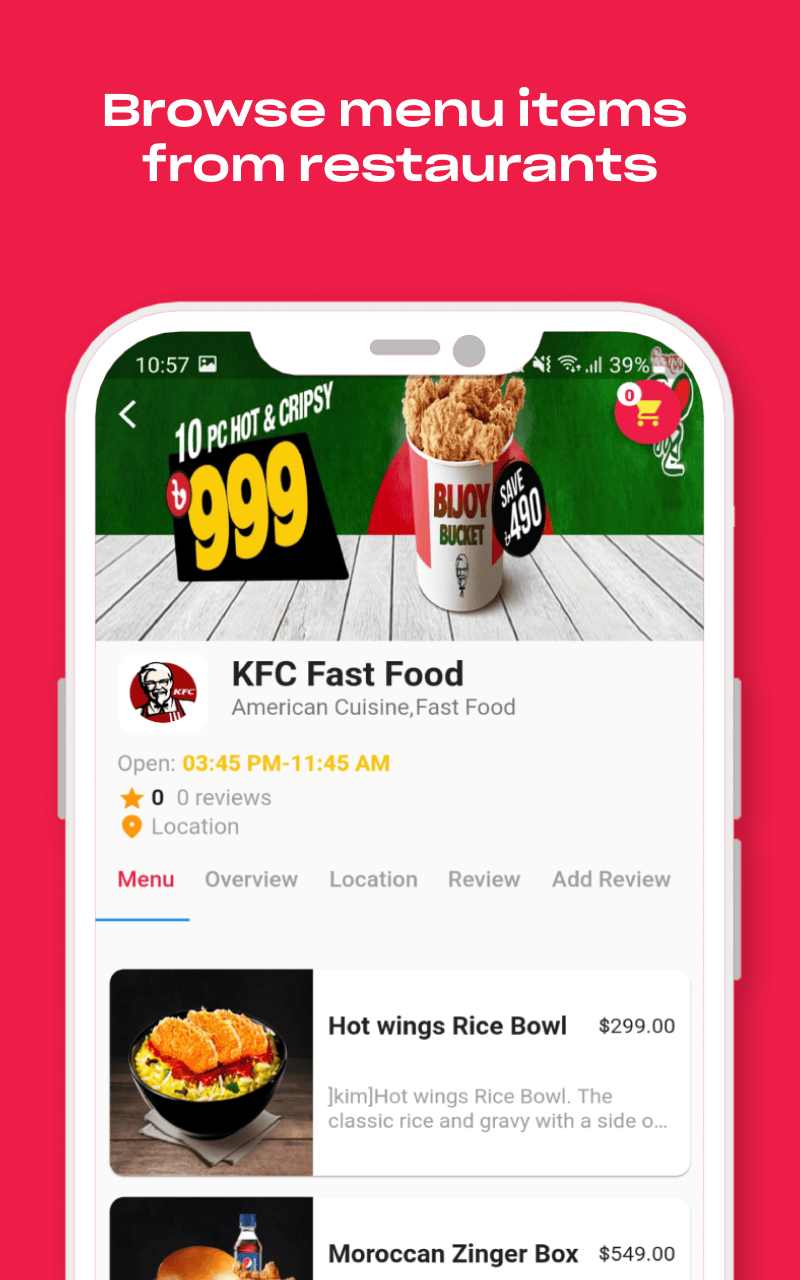 Browse menu items
from restaurants
10:57
39%
0
10 PC HOT & CRIPSY
৳999
BIJOY
BUCKET
SAVE
৳490
KFC
KFC Fast Food
American Cuisine,Fast Food
Open: 03:45 PM-11:45 AM
0 0 reviews
Location
Menu Overview Location Review Add Review
Hot wings Rice Bowl $299.00
]kim]Hot wings Rice Bowl. The
classic rice and gravy with a side o...
Moroccan Zinger Box $549.00